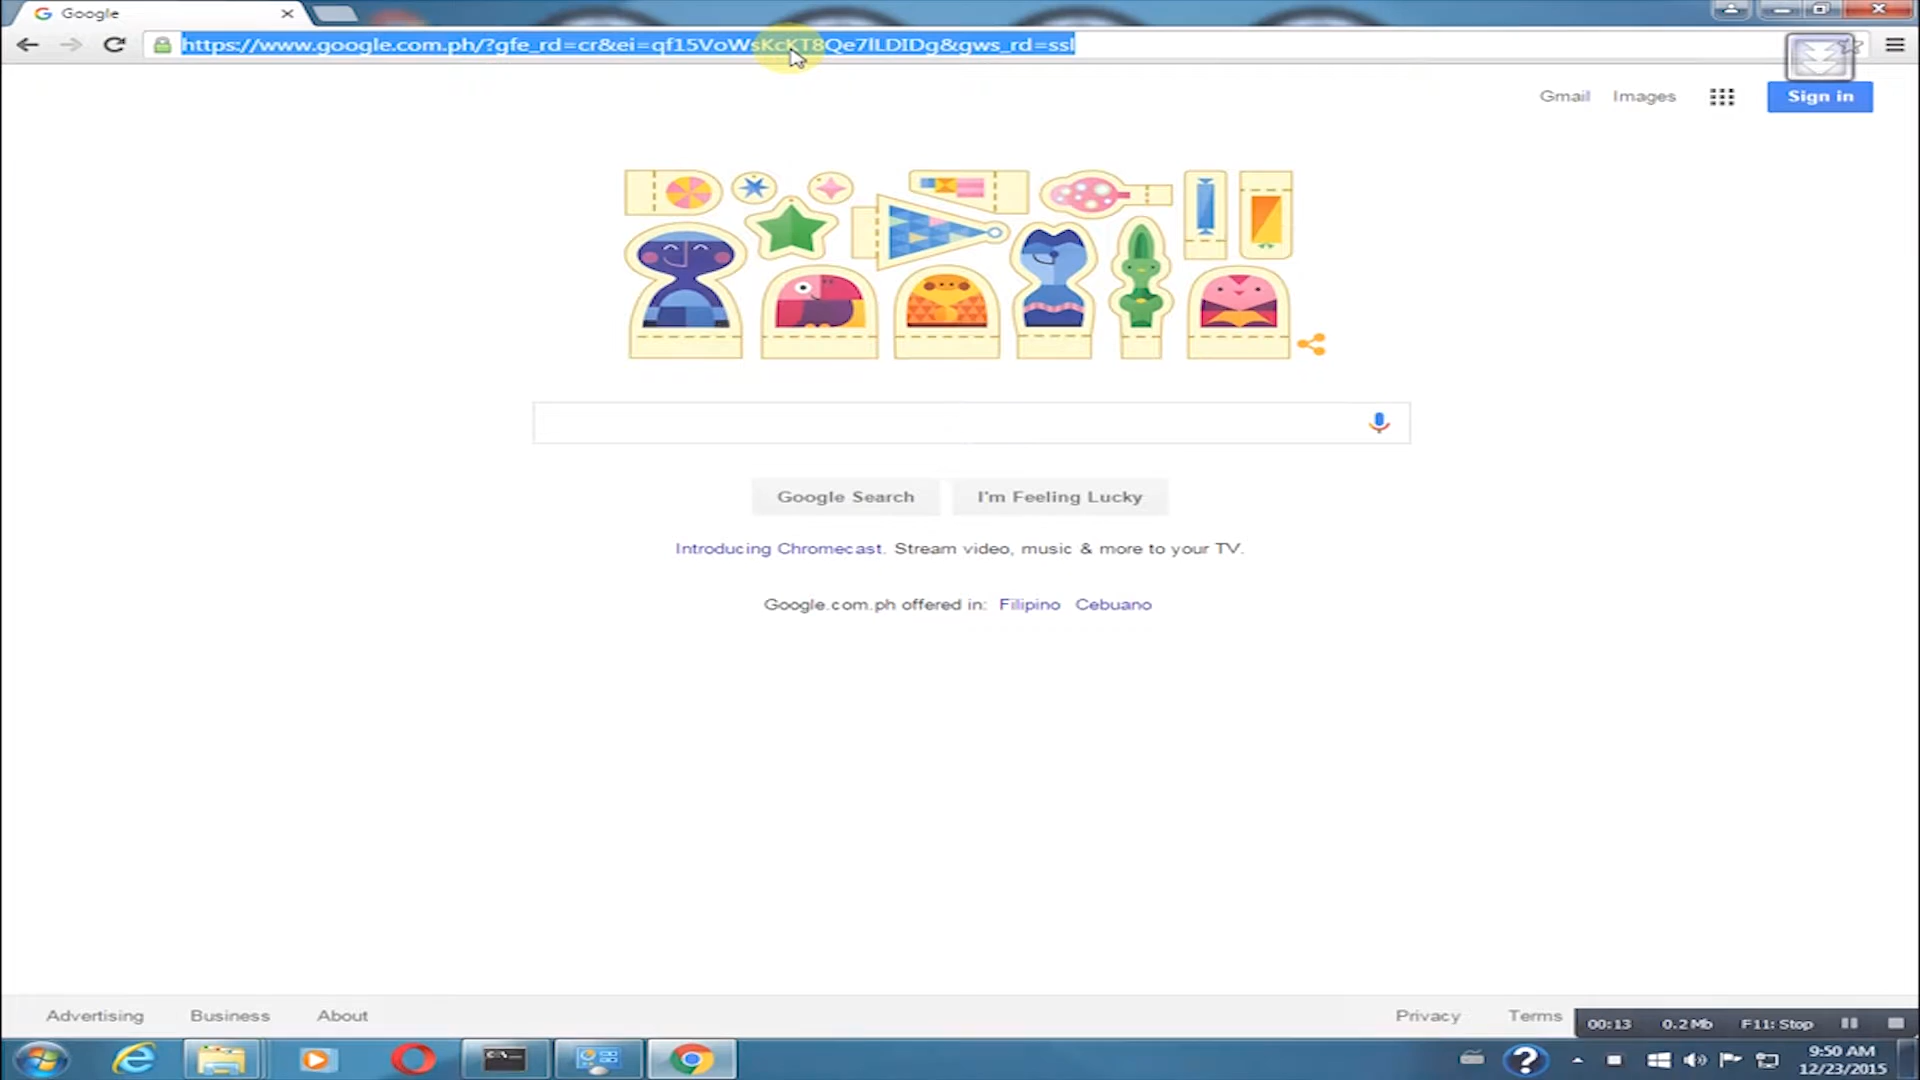 Google
https://www.google.com.ph/?gfe_rd=cr&ei=qf15VoWsKcKT8Qe7lLDIDg&gws_rd=ssl
Gmail Images Sign in
Google Search I'm Feeling Lucky
Introducing Chromecast. Stream video, music & more to your TV.
Google.com.ph offered in: Filipino Cebuano
Advertising Business About Privacy Terms
00:13 0.2Mb F11: Stop
9:50 AM
12/23/2015